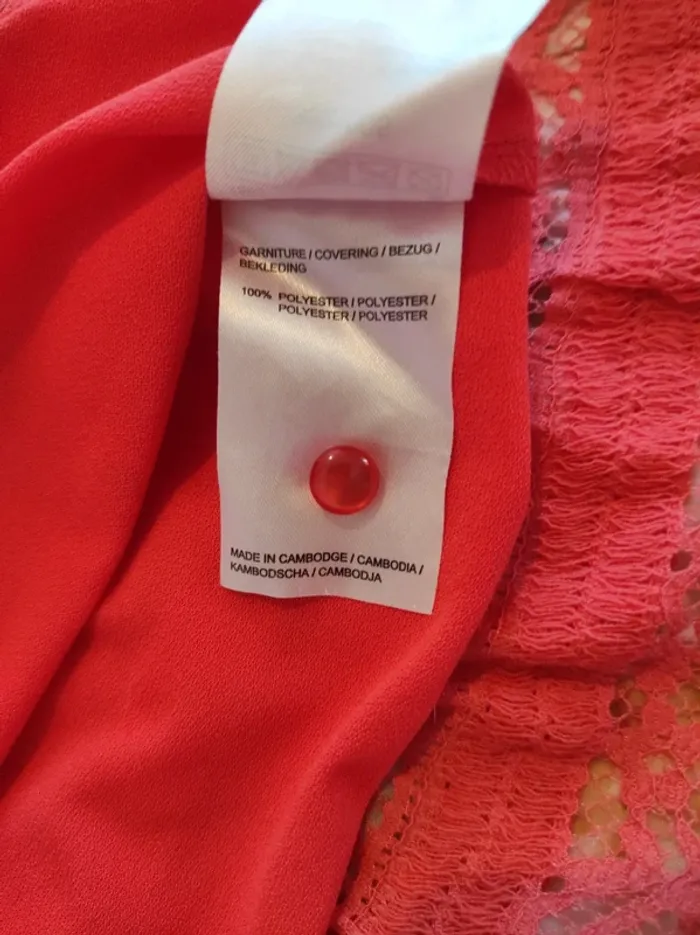 GARNITURE / COVERING / BEZUG /
BEKLEDING
100% POLYESTER / POLYESTER /
POLYESTER / POLYESTER
MADE IN CAMBODGE / CAMBODIA /
KAMBODSCHA / CAMBODJA